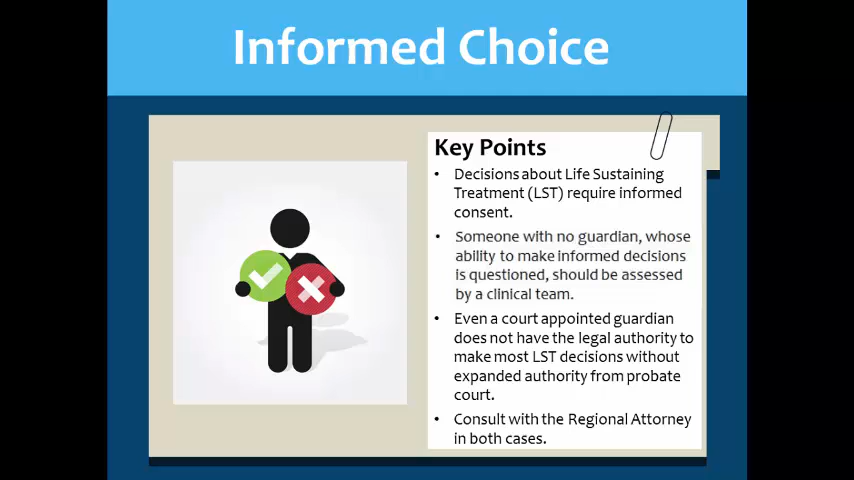 Informed Choice
Key Points
• Decisions about Life Sustaining
Treatment (LST) require informed
consent.
• Someone with no guardian, whose
ability to make informed decisions
is questioned, should be assessed
by a clinical team.
• Even a court appointed guardian
does not have the legal authority to
make most LST decisions without
expanded authority from probate
court.
• Consult with the Regional Attorney
in both cases.